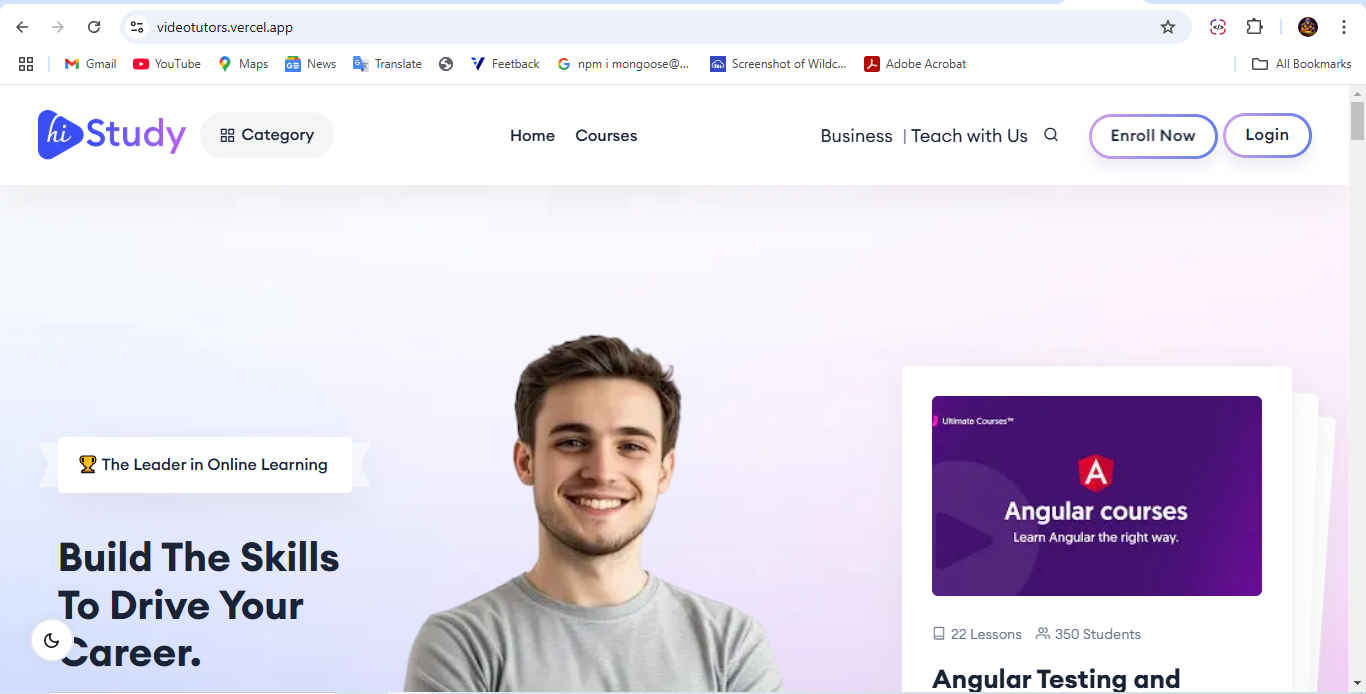 videotutors.vercel.app
Gmail YouTube Maps News Translate Feetback npm i mongoose@... Screenshot of Wildc... Adobe Acrobat All Bookmarks
hi Study Category Home Courses Business | Teach with Us Enroll Now Login
The Leader in Online Learning
Build The Skills
To Drive Your
Career.
Ultimate Courses™
Angular courses
Learn Angular the right way.
22 Lessons 350 Students
Angular Testing and